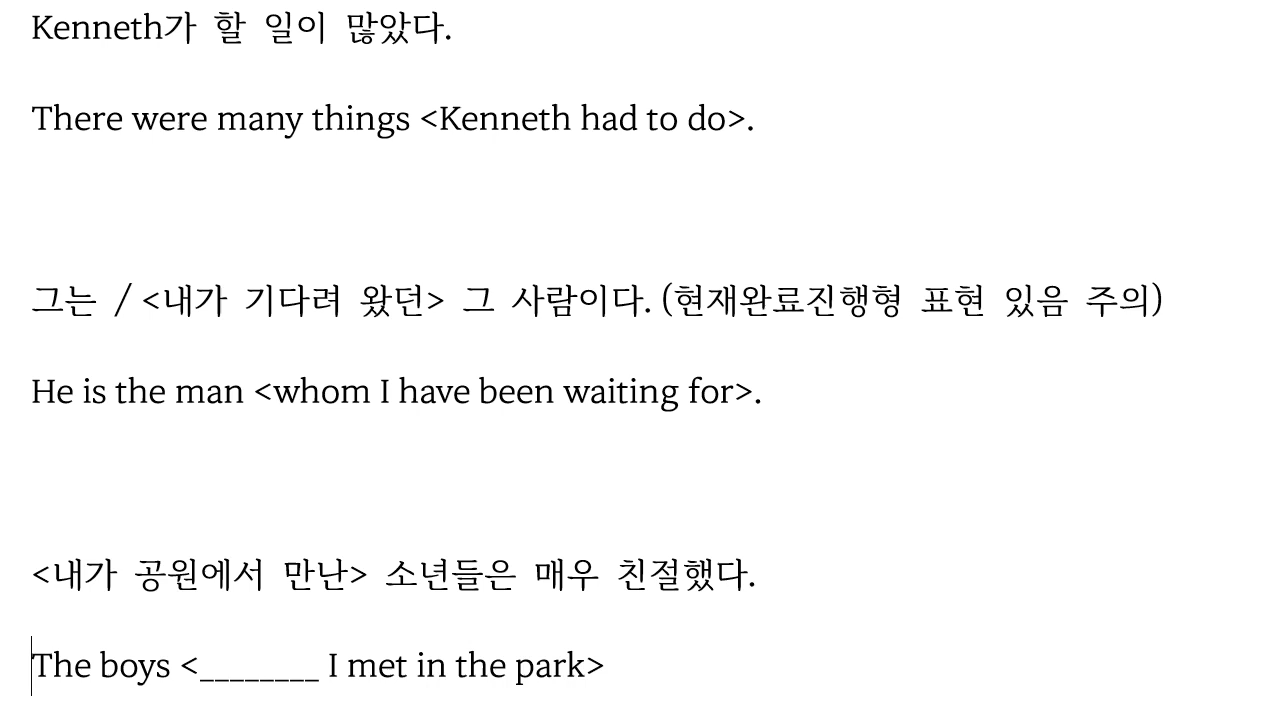 Kenneth가 할 일이 많았다.
There were many things <Kenneth had to do>.
그는 / <내가 기다려 왔던> 그 사람이다. (현재완료진행형 표현 있음 주의)
He is the man <whom I have been waiting for>.
<내가 공원에서 만난> 소년들은 매우 친절했다.
The boys <________ I met in the park>